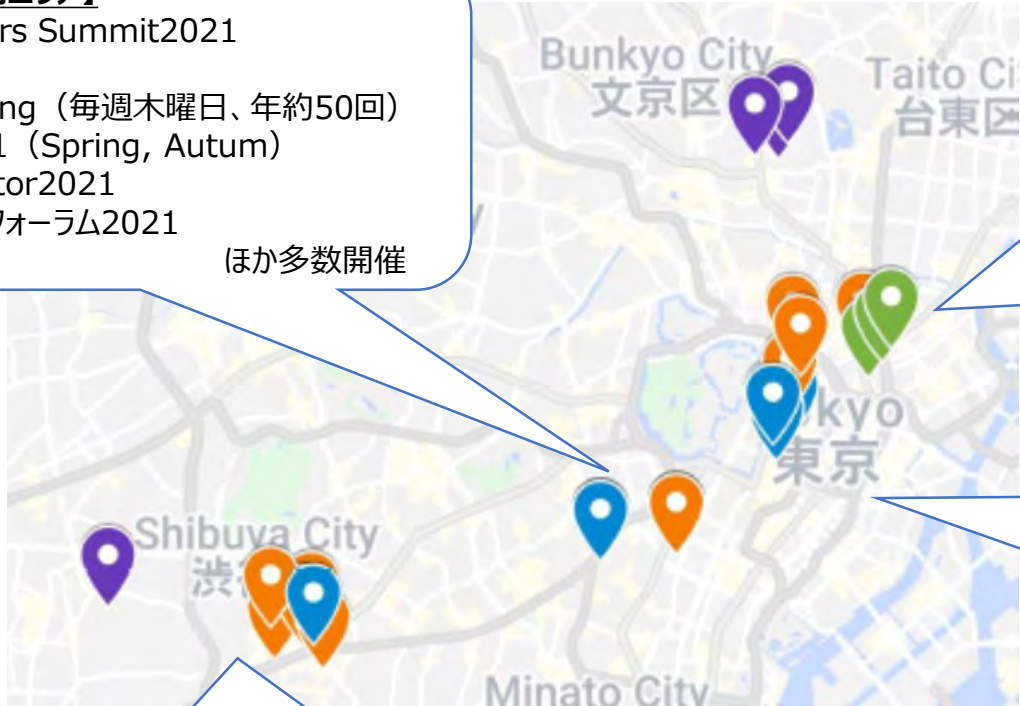 rs Summit2021
ng（毎週木曜日、年約50回）
1（Spring, Autum）
tor2021
フォーラム2021
ほか多数開催
Bunkyo City
文京区
Taito Ci
台東区
kyo
東京
Shibuya City
渋
Minato City